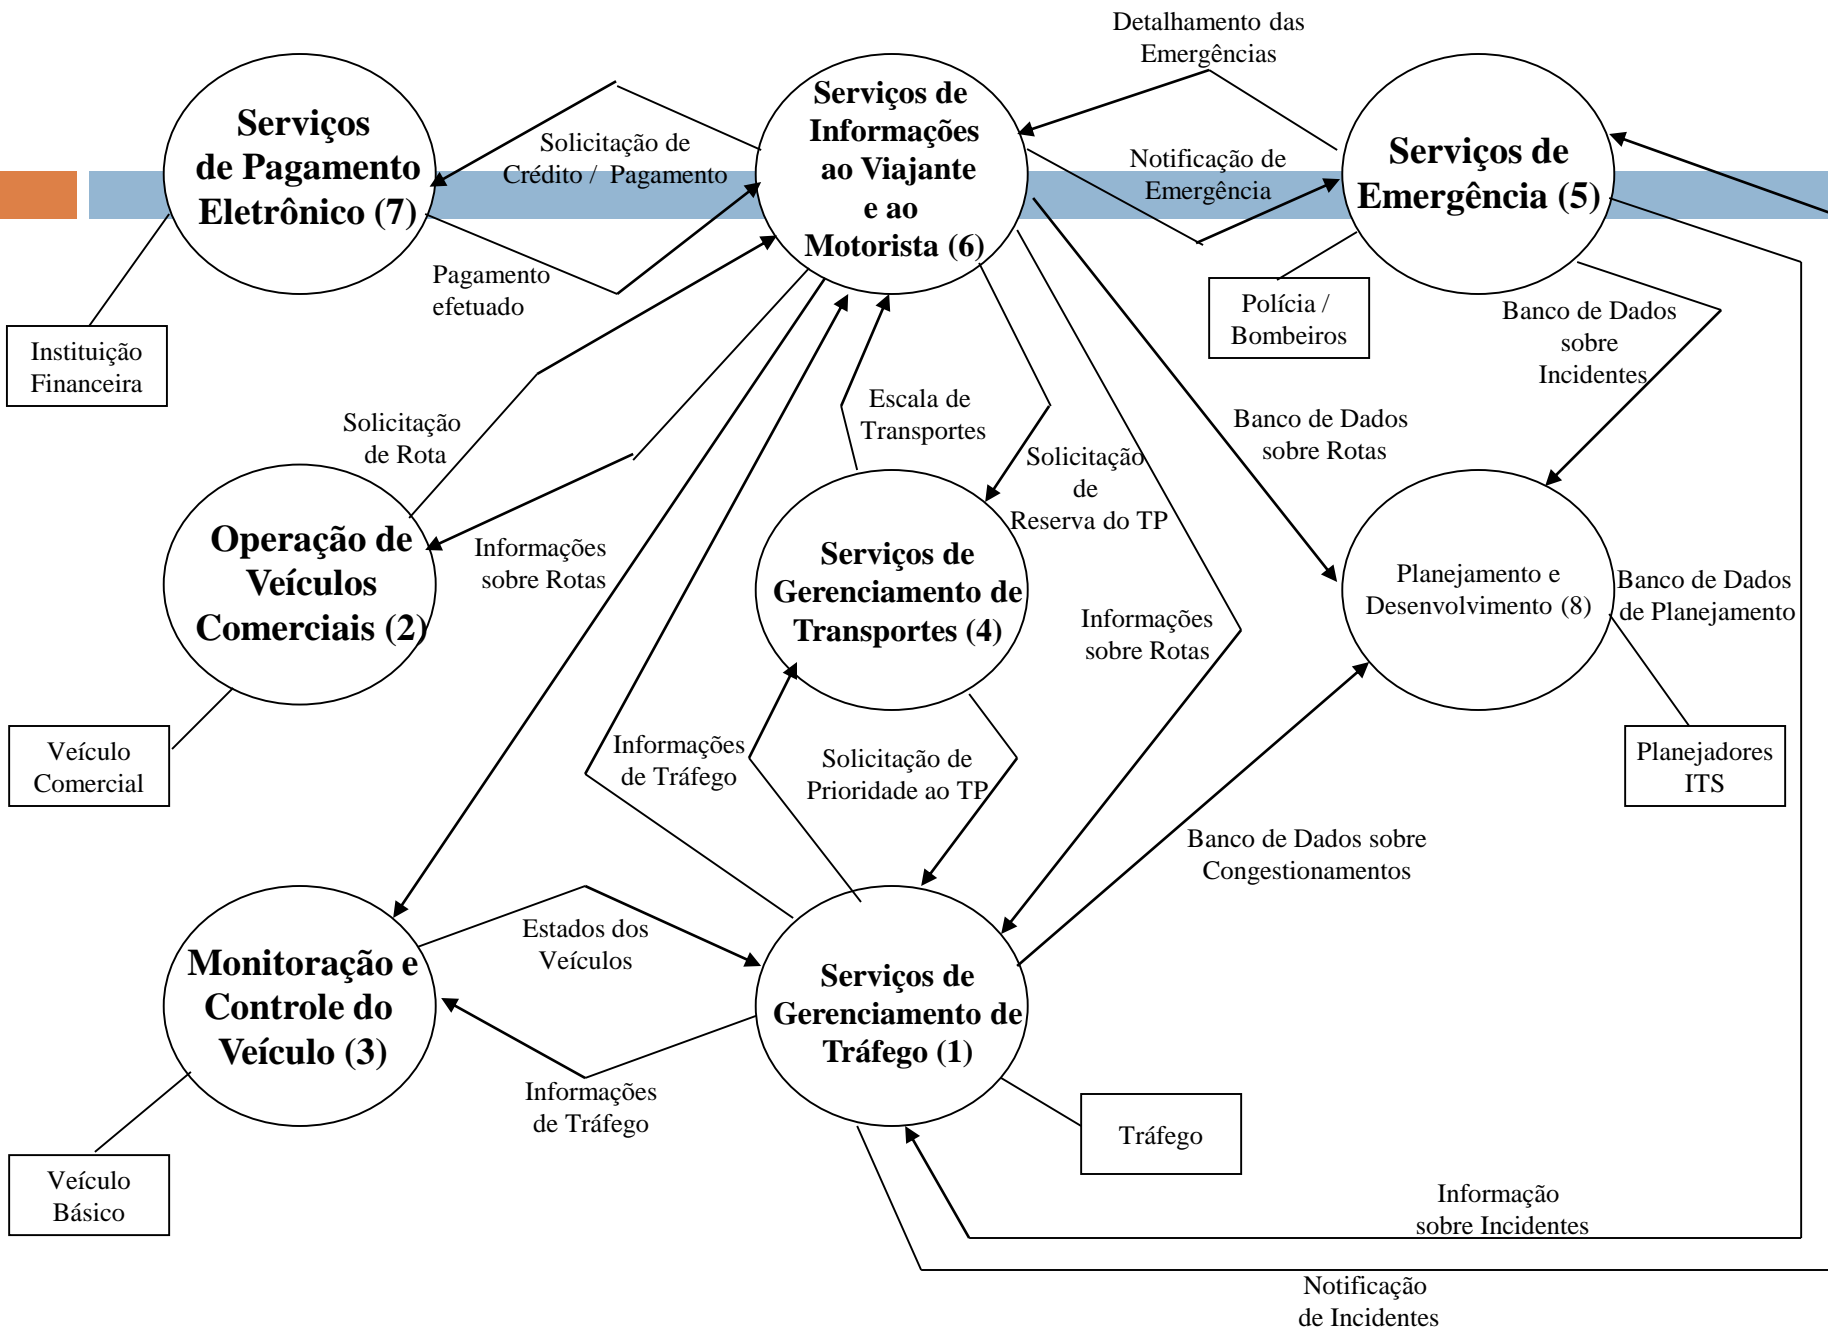 Detalhamento das
Emergências
Serviços
de Pagamento
Eletrônico (7)
Solicitação de
Crédito / Pagamento
Serviços de
Informações
ao Viajante
e ao
Motorista (6)
Notificação de
Emergência
Serviços de
Emergência (5)
Pagamento
efetuado
Instituição
Financeira
Polícia /
Bombeiros
Banco de Dados
sobre
Incidentes
Solicitação
de Rota
Escala de
Transportes
Solicitação
de
Reserva do TP
Banco de Dados
sobre Rotas
Operação de
Veículos
Comerciais (2)
Informações
sobre Rotas
Serviços de
Gerenciamento de
Transportes (4)
Informações
sobre Rotas
Planejamento e
Desenvolvimento (8)
Banco de Dados
de Planejamento
Veículo
Comercial
Informações
de Tráfego
Solicitação de
Prioridade ao TP
Planejadores
ITS
Banco de Dados sobre
Congestionamentos
Estados dos
Veículos
Monitoração e
Controle do
Veículo (3)
Serviços de
Gerenciamento de
Tráfego (1)
Informações
de Tráfego
Tráfego
Veículo
Básico
Informação
sobre Incidentes
Notificação
de Incidentes